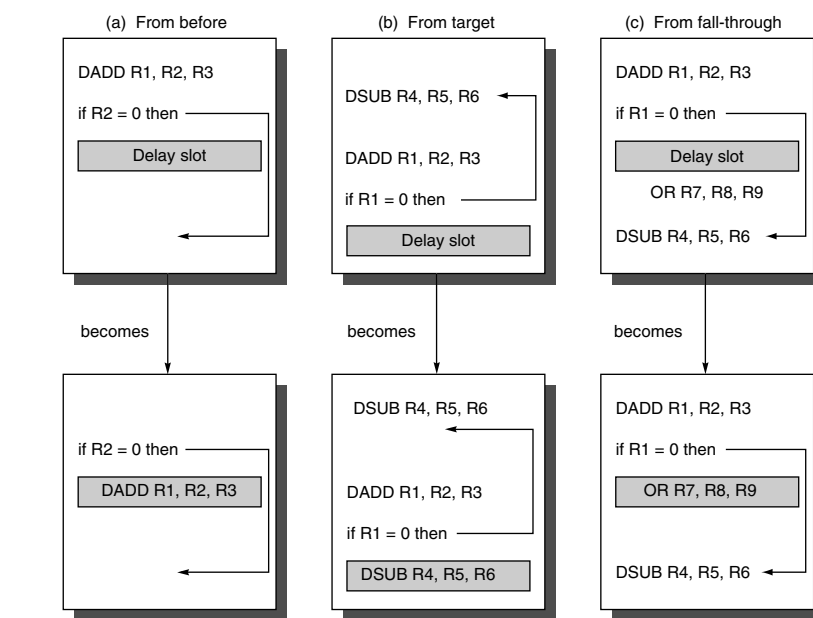 (a) From before
DADD R1, R2, R3
if R2 = 0 then
Delay slot
becomes
if R2 = 0 then
DADD R1, R2, R3
(b) From target
DSUB R4, R5, R6
DADD R1, R2, R3
if R1 = 0 then
Delay slot
becomes
DSUB R4, R5, R6
DADD R1, R2, R3
if R1 = 0 then
DSUB R4, R5, R6
(c) From fall-through
DADD R1, R2, R3
if R1 = 0 then
Delay slot
OR R7, R8, R9
DSUB R4, R5, R6
becomes
DADD R1, R2, R3
if R1 = 0 then
OR R7, R8, R9
DSUB R4, R5, R6